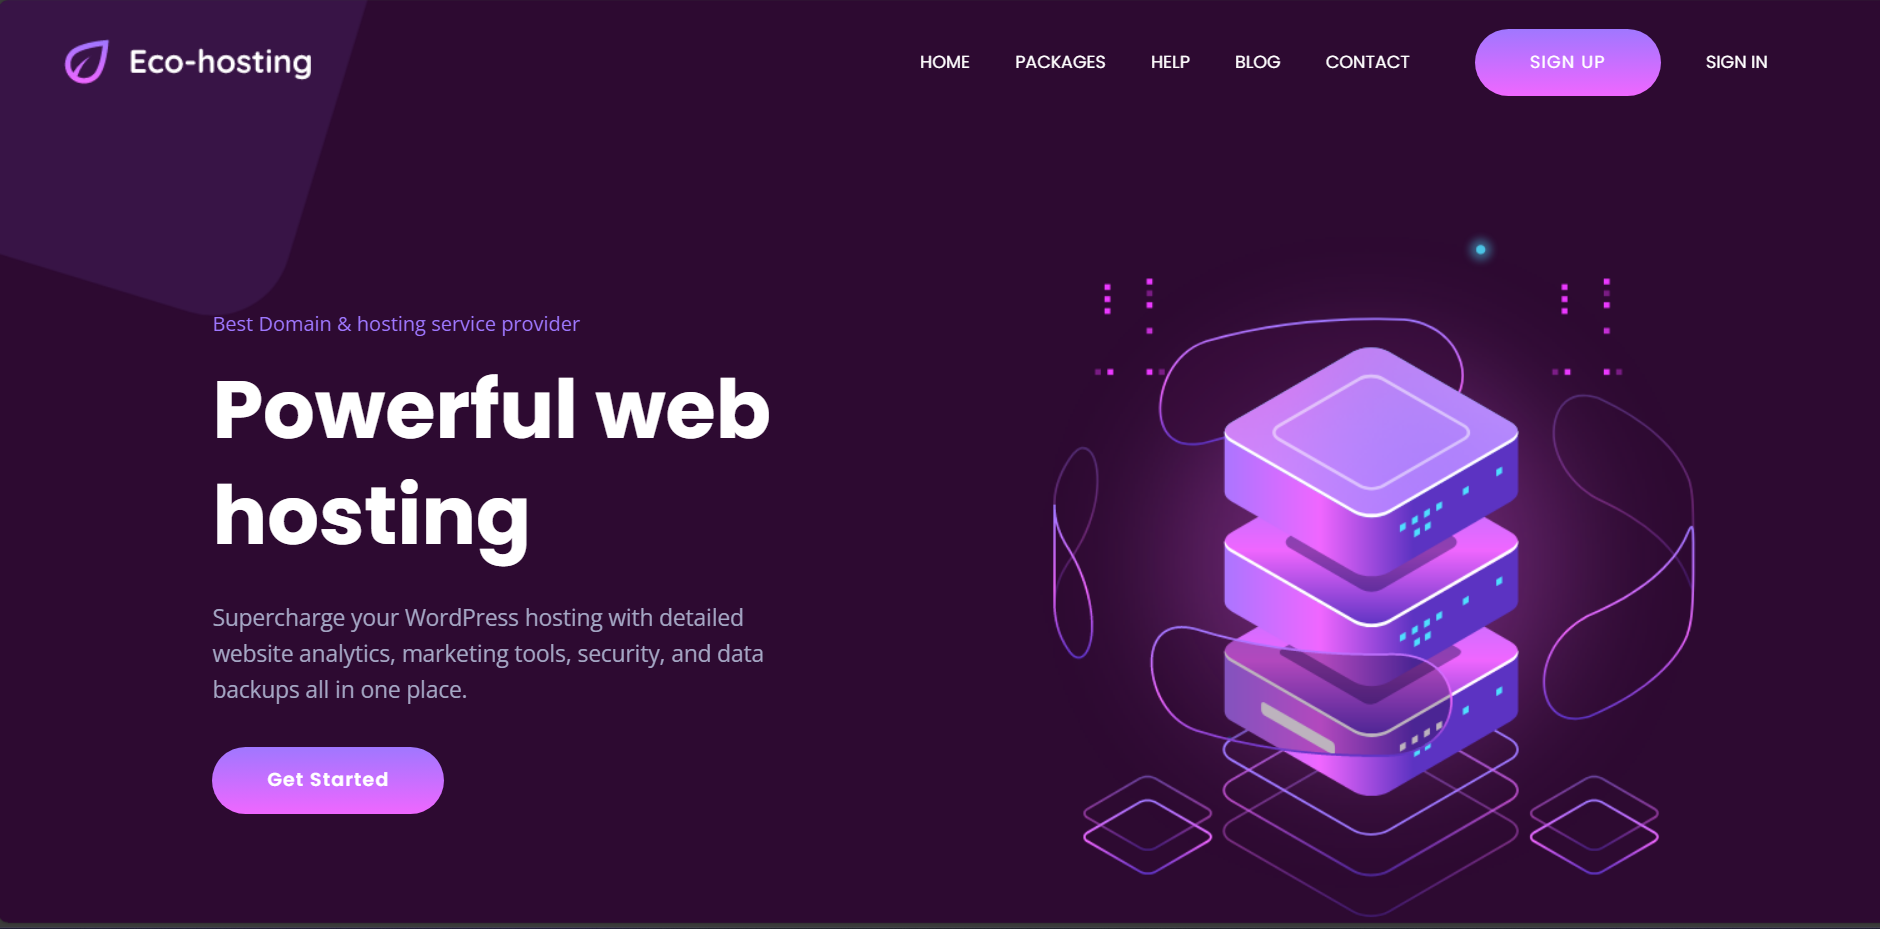 Eco-hosting
HOME PACKAGES HELP BLOG CONTACT SIGN UP SIGN IN
Best Domain & hosting service provider
Powerful web
hosting
Supercharge your WordPress hosting with detailed
website analytics, marketing tools, security, and data
backups all in one place.
Get Started